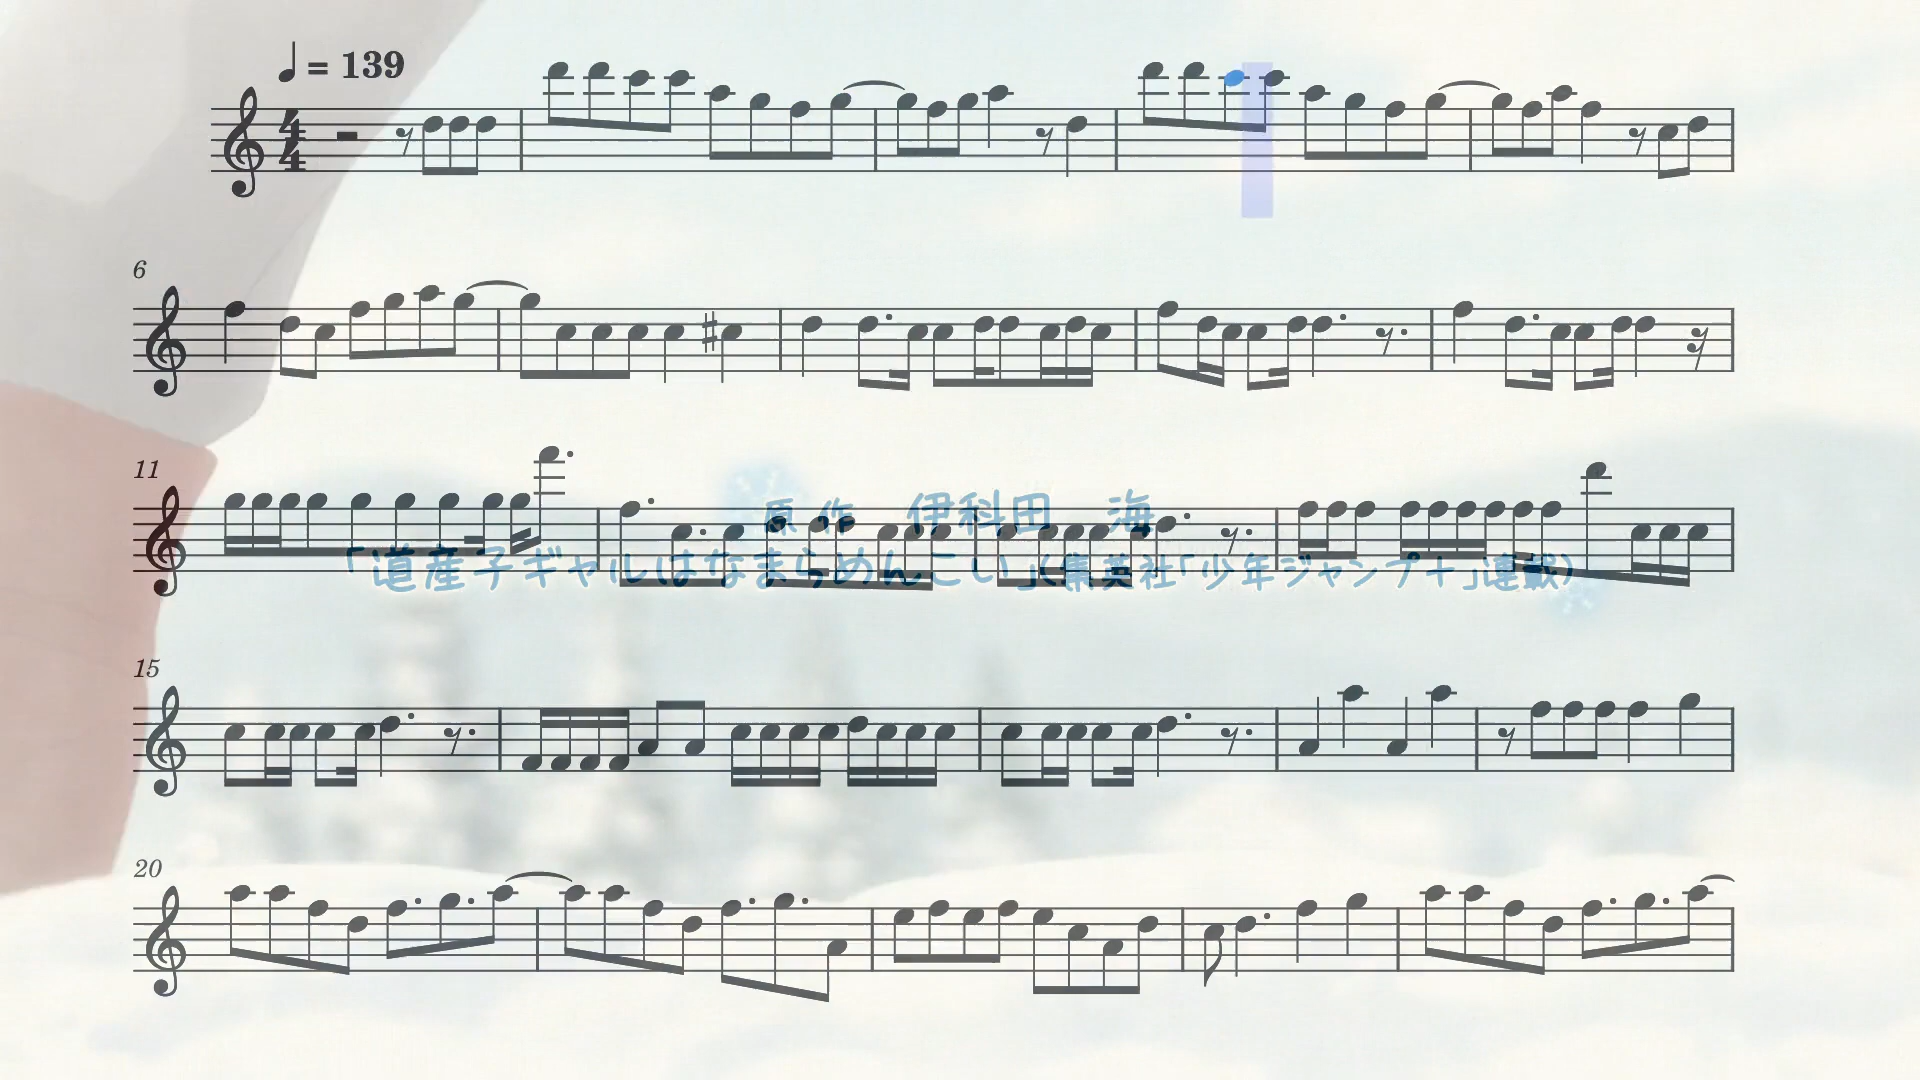 = 139
6
原作 伊科田 海
11
「道産子ギャルはなまらめんこい」(集英社「少年ジャンプ+」連載)
15
20